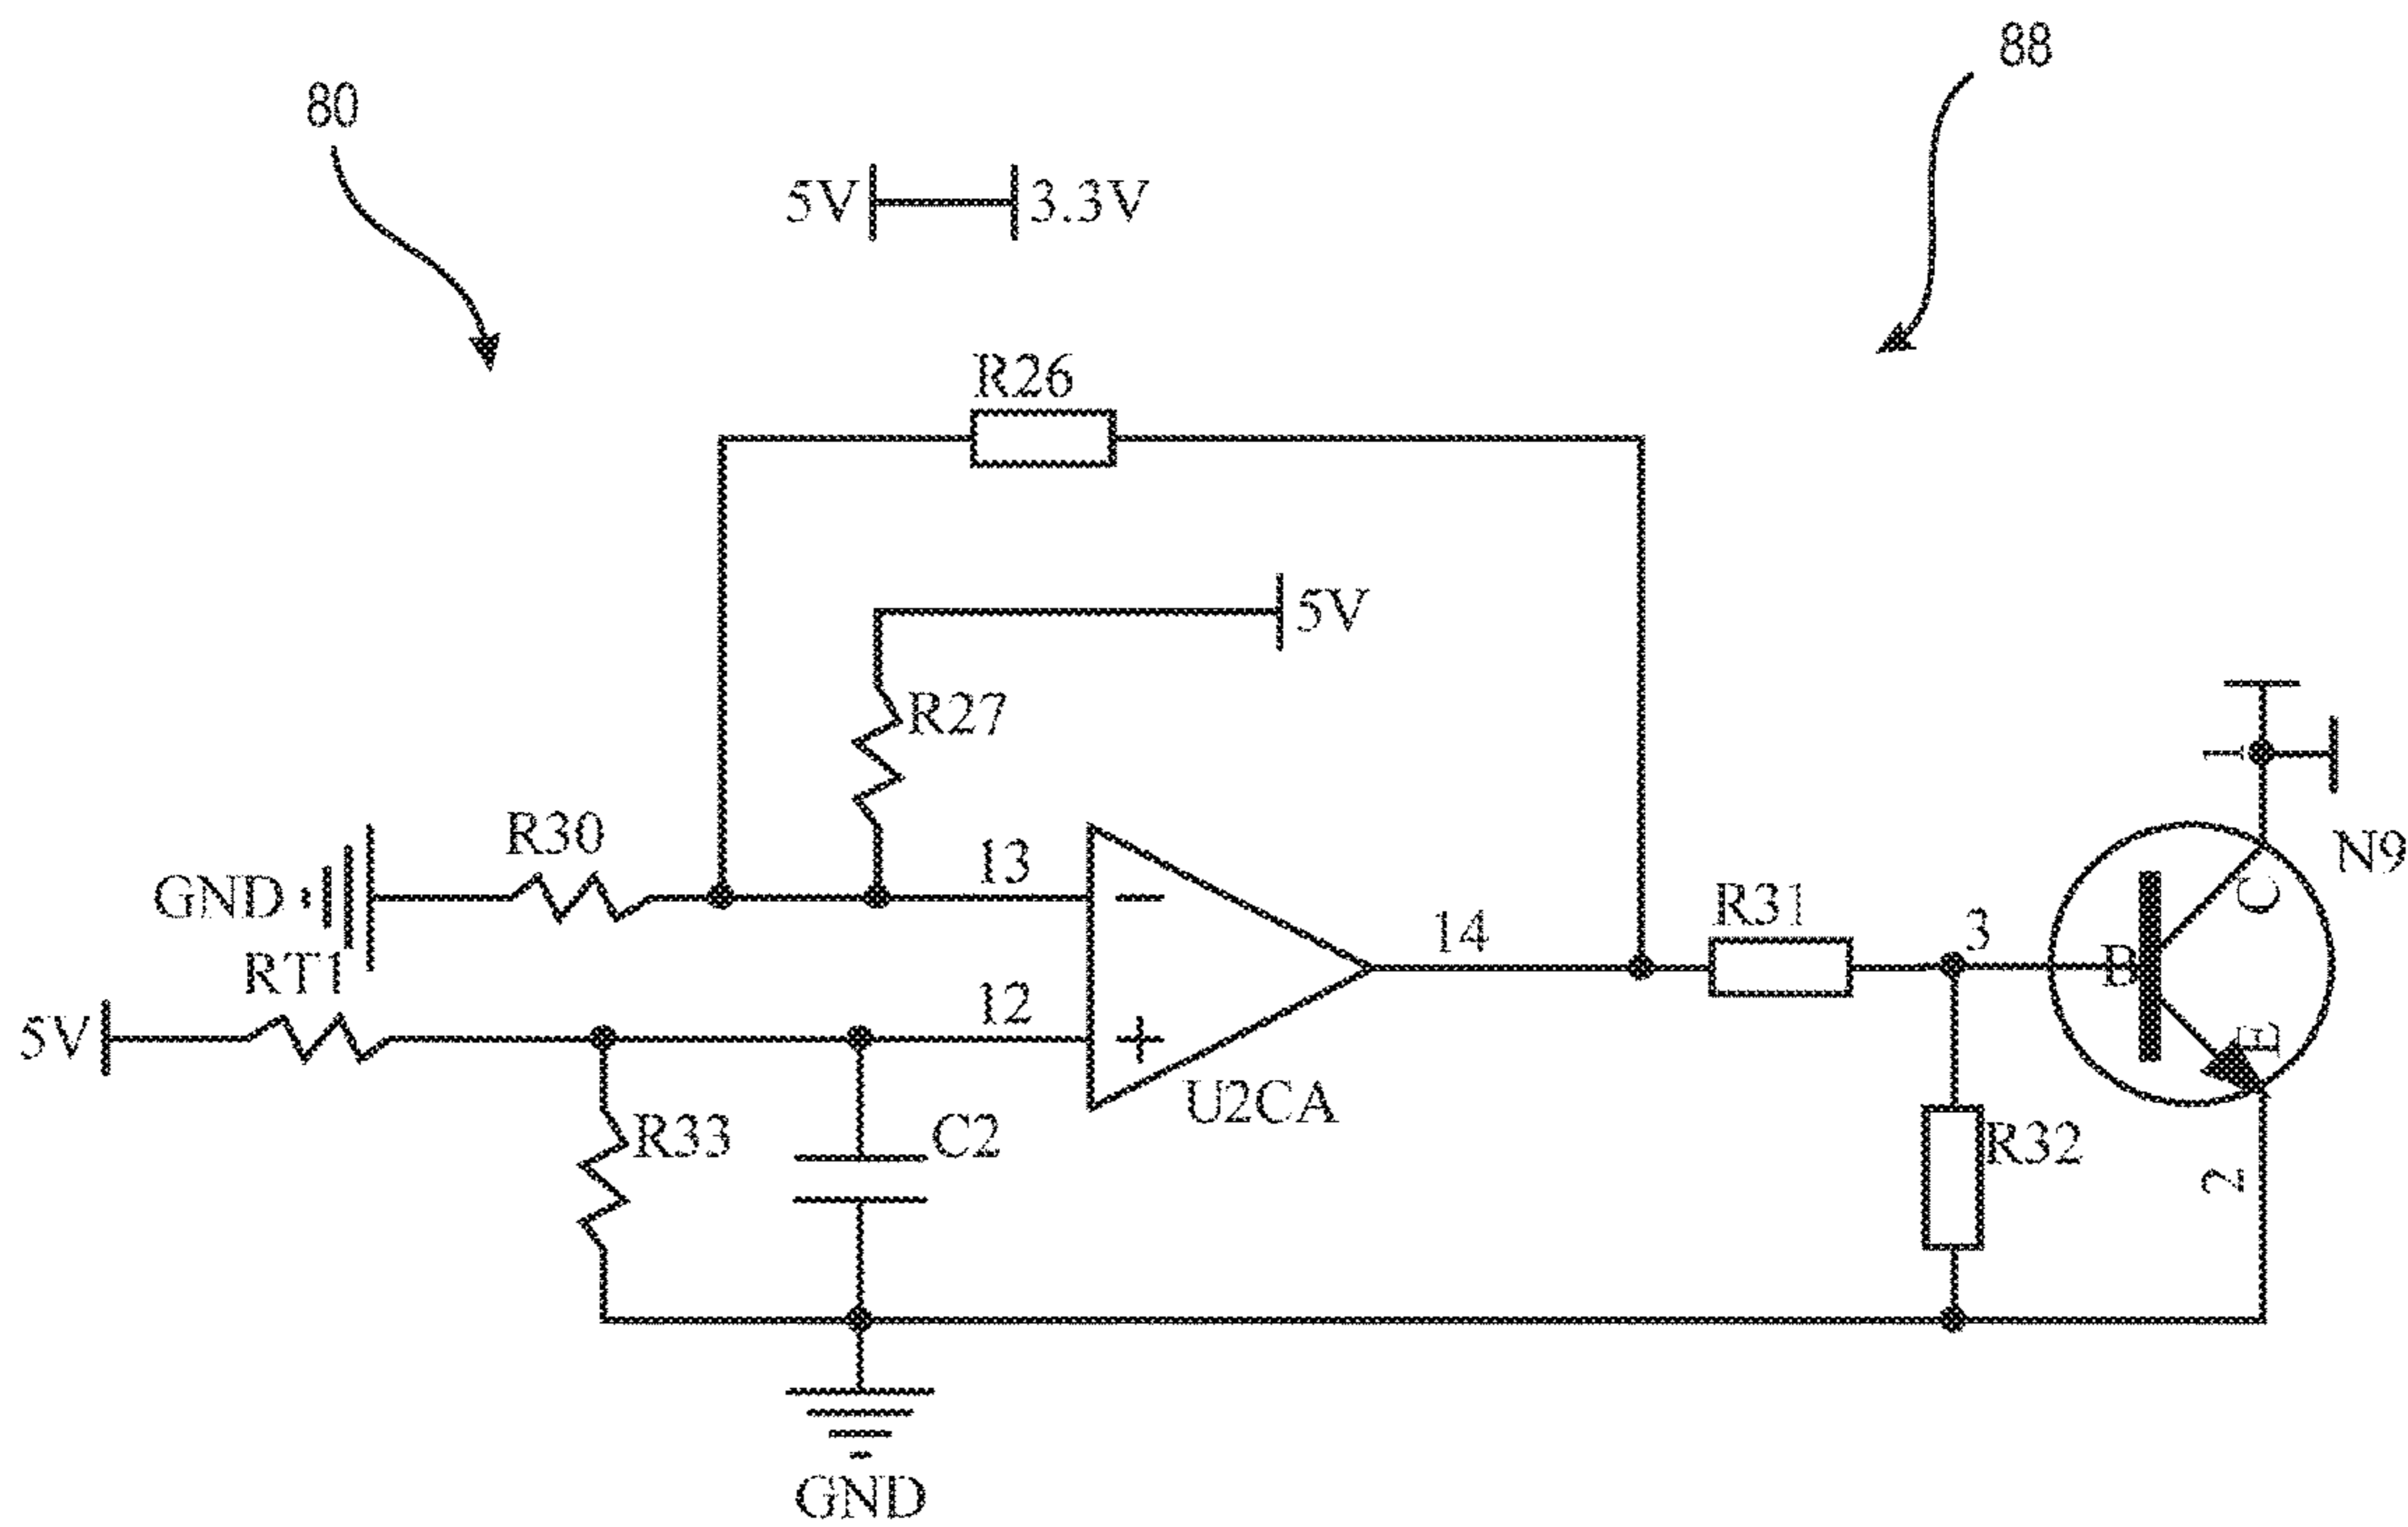 88
80
5V 3.3V
R26
5V
R27
1
R30
13
N9
GND
C
R31
14
3
B
RT1
12
5V
E
U2CA
R33
C2
R32
2
GND